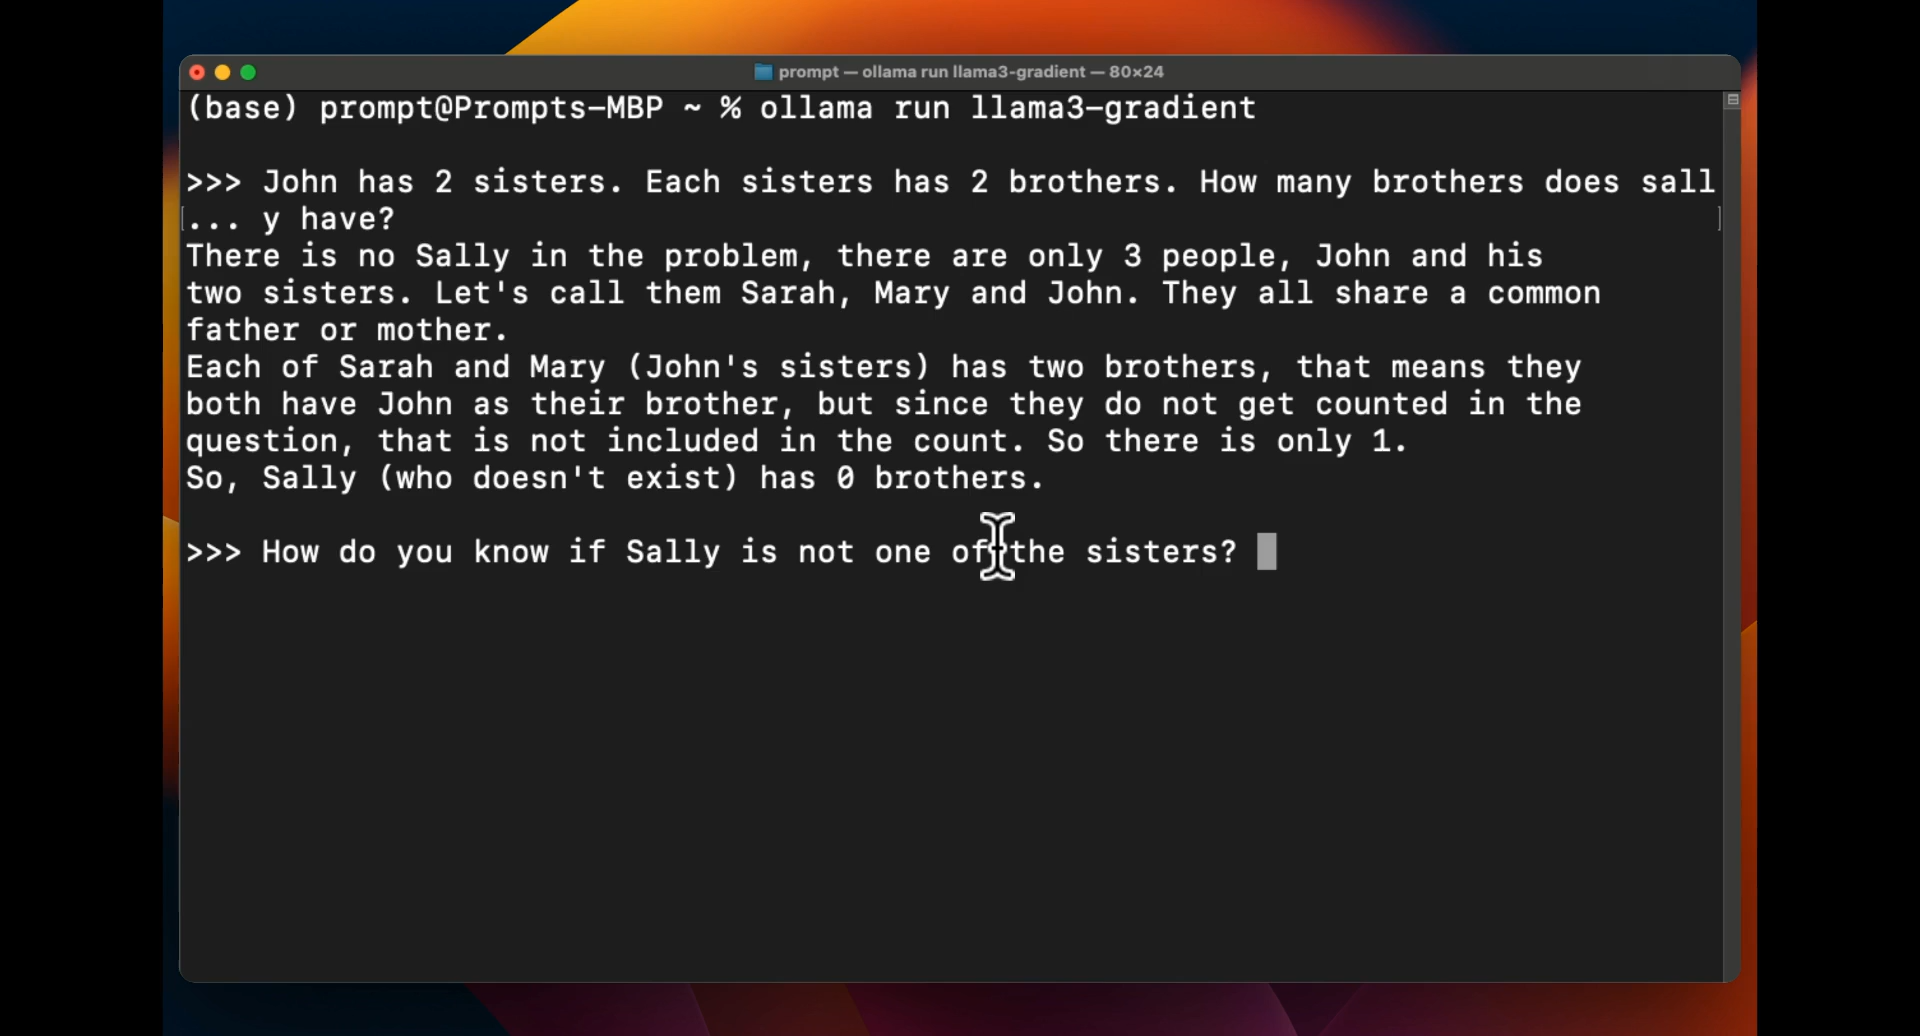 prompt — ollama run llama3-gradient — 80×24
(base) prompt@Prompts-MBP ~ % ollama run llama3-gradient
>>> John has 2 sisters. Each sisters has 2 brothers. How many brothers does sall
[... y have? ]
There is no Sally in the problem, there are only 3 people, John and his
two sisters. Let's call them Sarah, Mary and John. They all share a common
father or mother.
Each of Sarah and Mary (John's sisters) has two brothers, that means they
both have John as their brother, but since they do not get counted in the
question, that is not included in the count. So there is only 1.
So, Sally (who doesn't exist) has 0 brothers.
>>> How do you know if Sally is not one of the sisters?